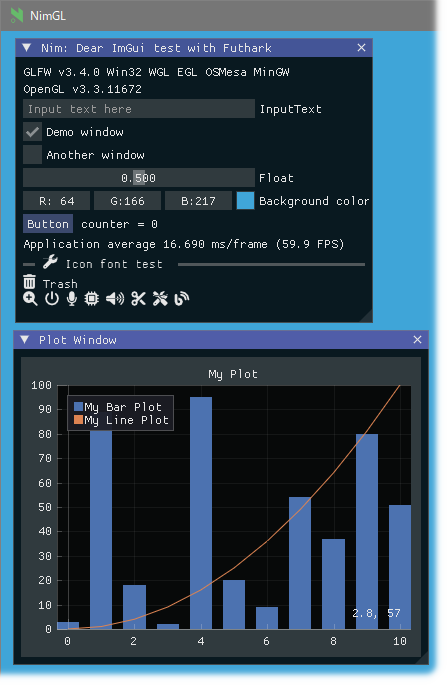 NimGL
Nim: Dear ImGui test with Futhark
GLFW v3.4.0 Win32 WGL EGL OSMesa MinGW
OpenGL v3.3.11672
Input text here InputText
Demo window
Another window
0.500 Float
R: 64 G:166 B:217 Background color
Button counter = 0
Application average 16.690 ms/frame (59.9 FPS)
Icon font test
Trash
Plot Window
My Plot
100
My Bar Plot
My Line Plot
90
80
70
60
50
40
30
20
10
0
2.8, 57
0 2 4 6 8 10